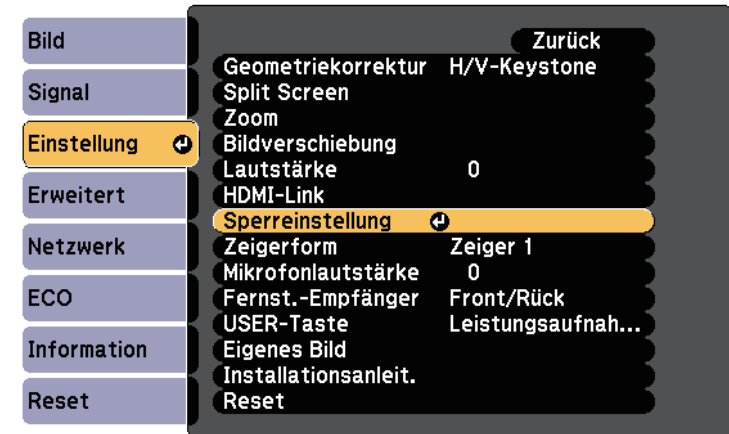 Bild
Signal
Einstellung
Erweitert
Netzwerk
ECO
Information
Reset
Zurück
Geometriekorrektur H/V-Keystone
Split Screen
Zoom
Bildverschiebung
Lautstärke 0
HDMI-Link
Sperreinstellung
Zeigerform Zeiger 1
Mikrofonlautstärke 0
Fernst.-Empfänger Front/Rück
USER-Taste Leistungsaufnah...
Eigenes Bild
Installationsanleit.
Reset